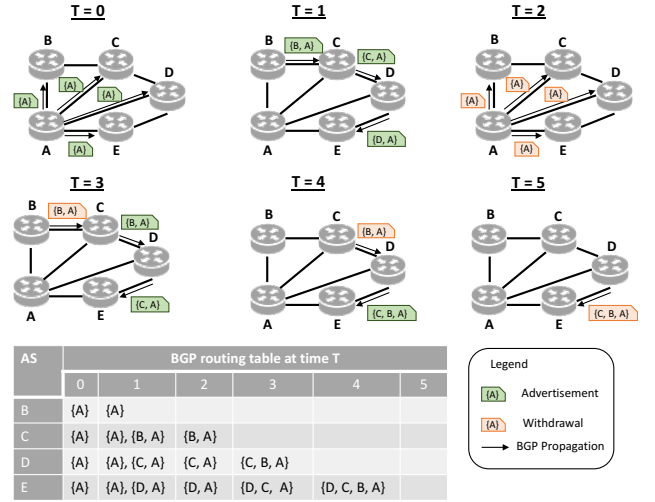 T = 0
B
C
D
A
E
{A}
{A}
{A}
{A}
{A}
T = 1
B
C
D
A
E
{B, A}
{C, A}
{D, A}
T = 2
B
C
D
A
E
{A}
{A}
{A}
{A}
T = 3
B
C
D
A
E
{B, A}
{B, A}
{C, A}
T = 4
B
C
D
A
E
{B, A}
{C, B, A}
T = 5
B
C
D
A
E
{C, B, A}
AS BGP routing table at time T
0 1 2 3 4 5
B {A} {A}
C {A} {A}, {B, A} {B, A}
D {A} {A}, {C, A} {C, A} {C, B, A}
E {A} {A}, {D, A} {D, A} {D, C, A} {D, C, B, A}
Legend
{A} Advertisement
{A} Withdrawal
BGP Propagation